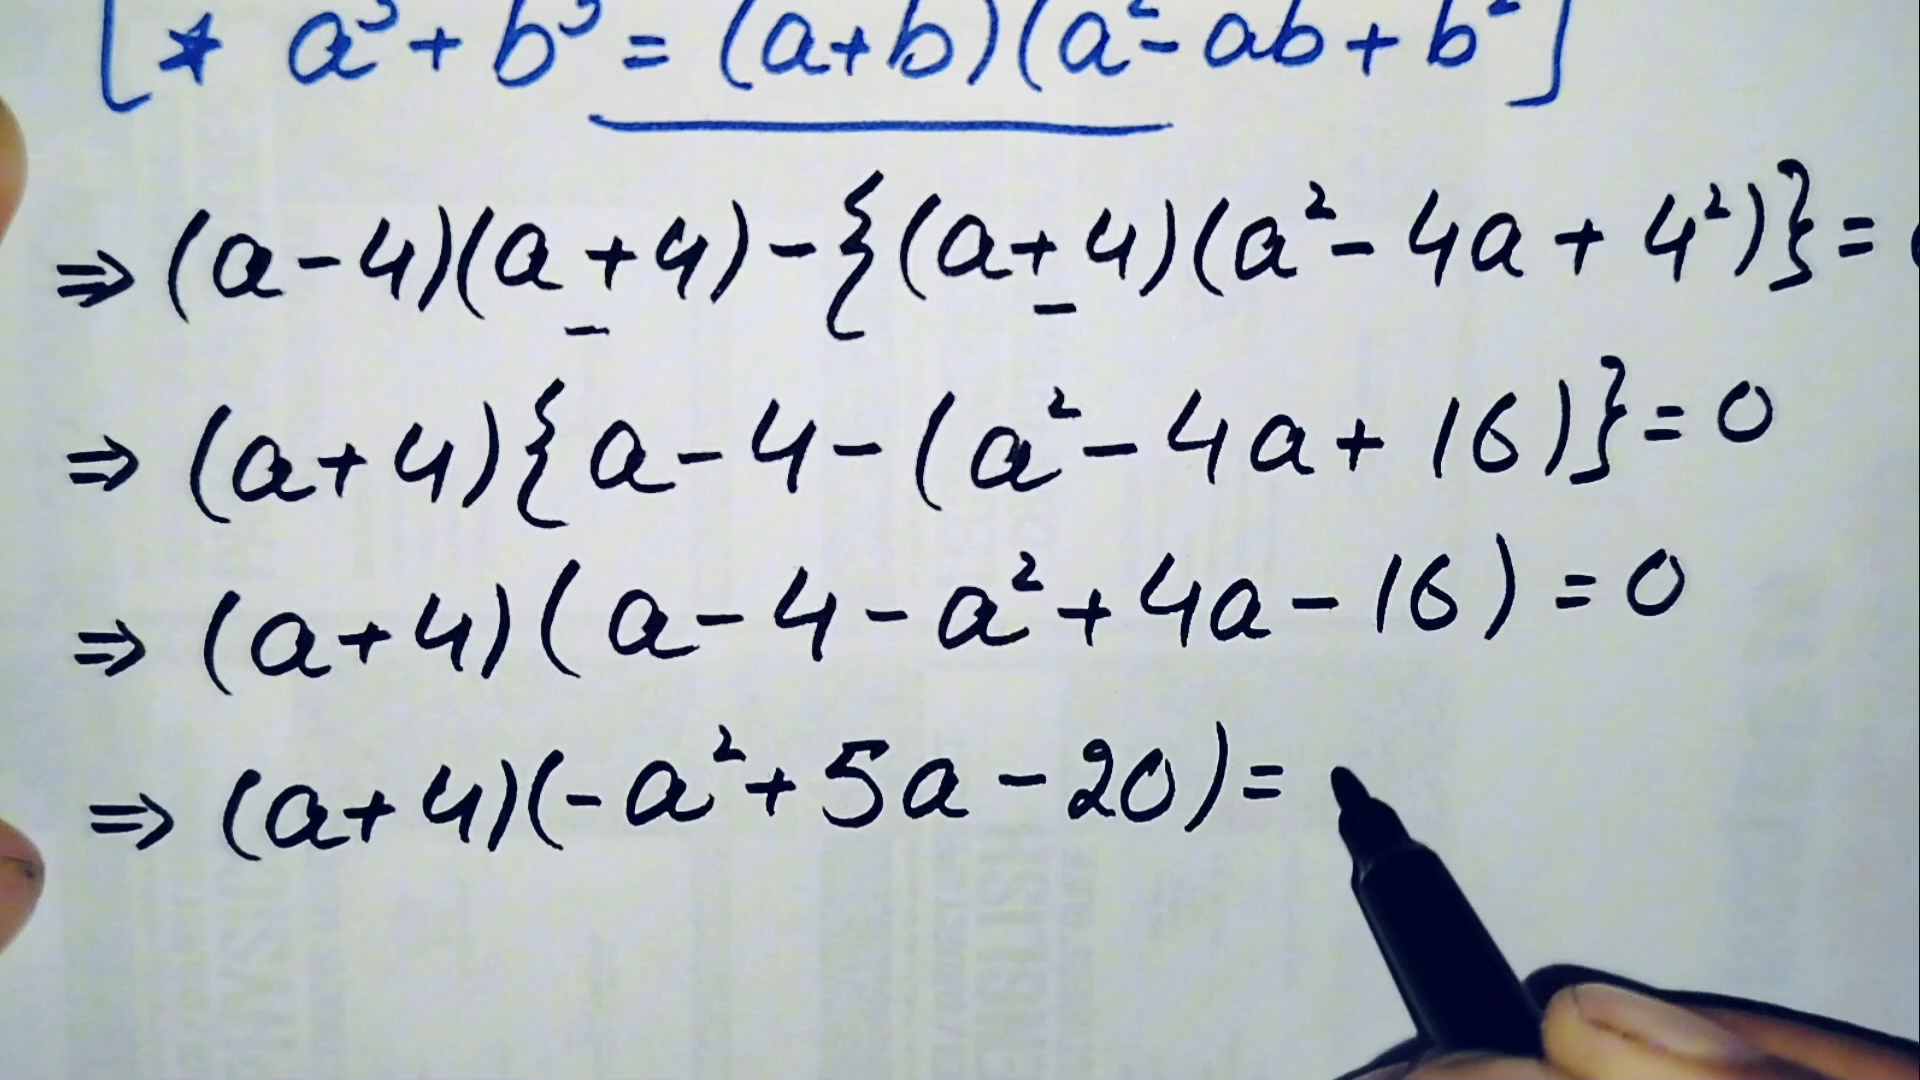 [* a³ + b³ = (a+b)(a² - ab + b²]
⇒ (a-4)(a+4) - {(a+4)(a² - 4a + 4²)} =
⇒ (a+4){a-4-(a²-4a+16)} = 0
⇒ (a+4)(a-4-a²+4a-16) = 0
⇒ (a+4)(-a²+5a-20) =